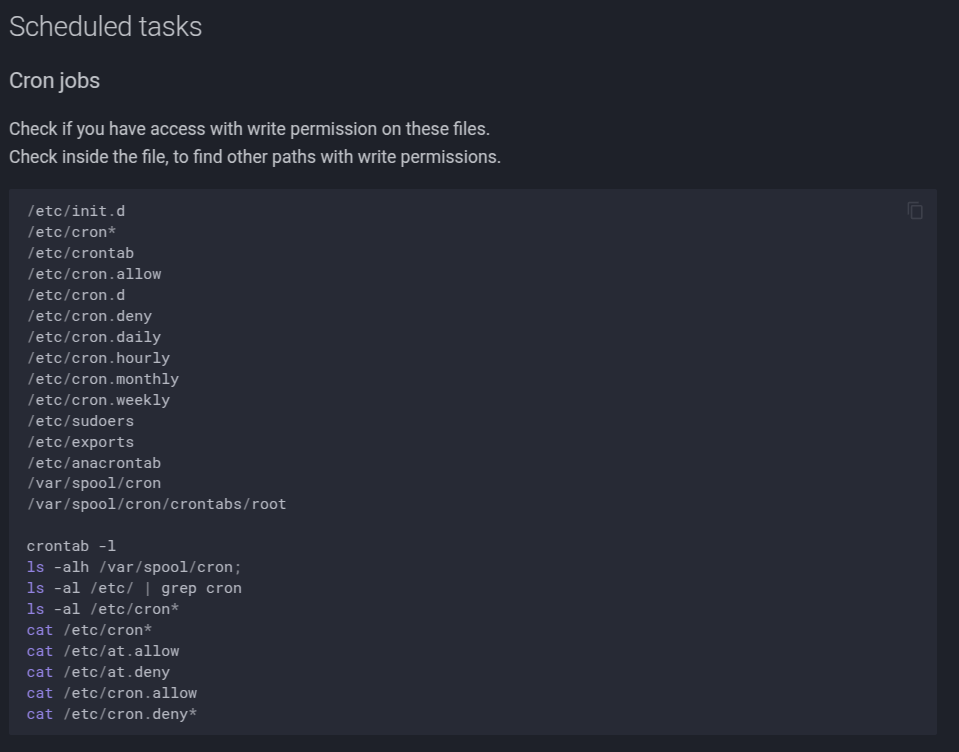 Scheduled tasks
Cron jobs
Check if you have access with write permission on these files.
Check inside the file, to find other paths with write permissions.
/etc/init.d
/etc/cron*
/etc/crontab
/etc/cron.allow
/etc/cron.d
/etc/cron.deny
/etc/cron.daily
/etc/cron.hourly
/etc/cron.monthly
/etc/cron.weekly
/etc/sudoers
/etc/exports
/etc/anacrontab
/var/spool/cron
/var/spool/cron/crontabs/root
crontab -l
ls -alh /var/spool/cron;
ls -al /etc/ | grep cron
ls -al /etc/cron*
cat /etc/cron*
cat /etc/at.allow
cat /etc/at.deny
cat /etc/cron.allow
cat /etc/cron.deny*